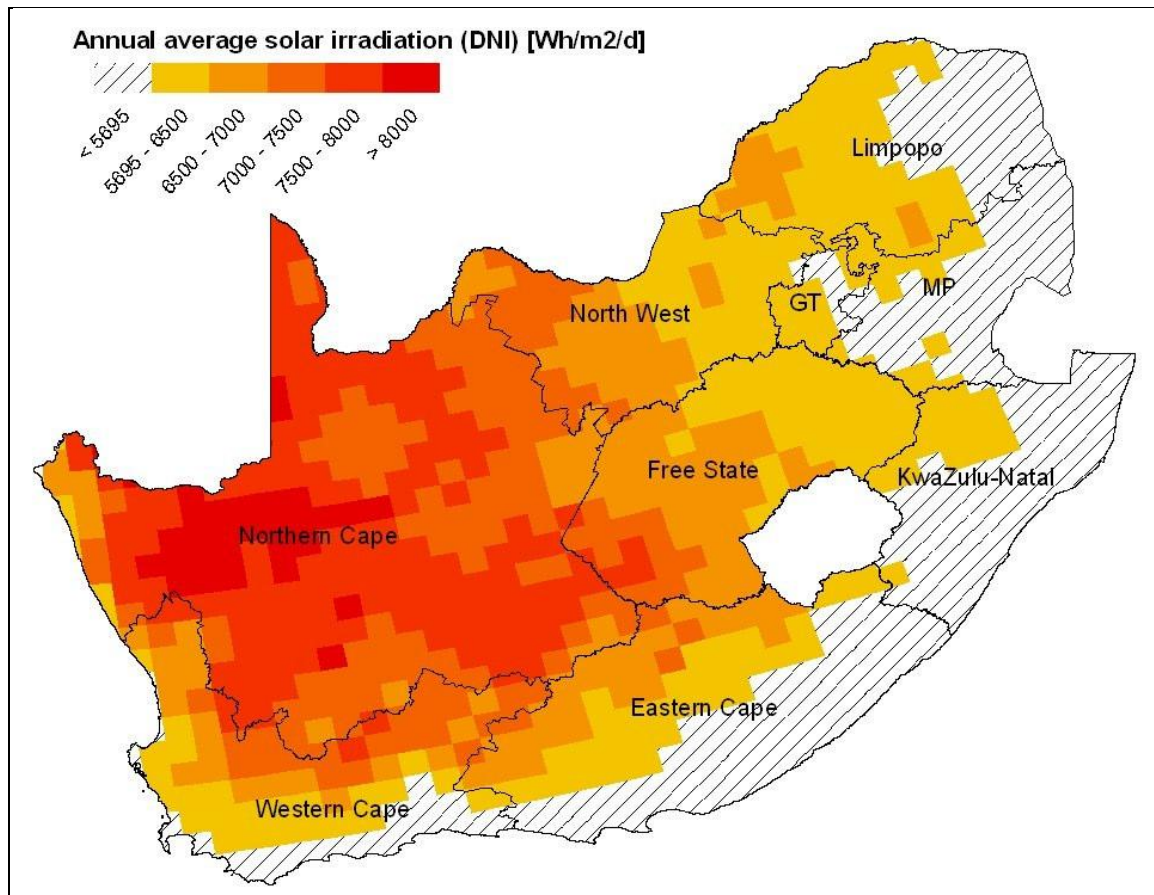 Annual average solar irradiation (DNI) [Wh/m2/d]
< 5695
5695 - 6500
6500 - 7000
7000 - 7500
7500 - 8000
> 8000
Limpopo
MP
GT
North West
Free State
KwaZulu-Natal
Northern Cape
Eastern Cape
Western Cape